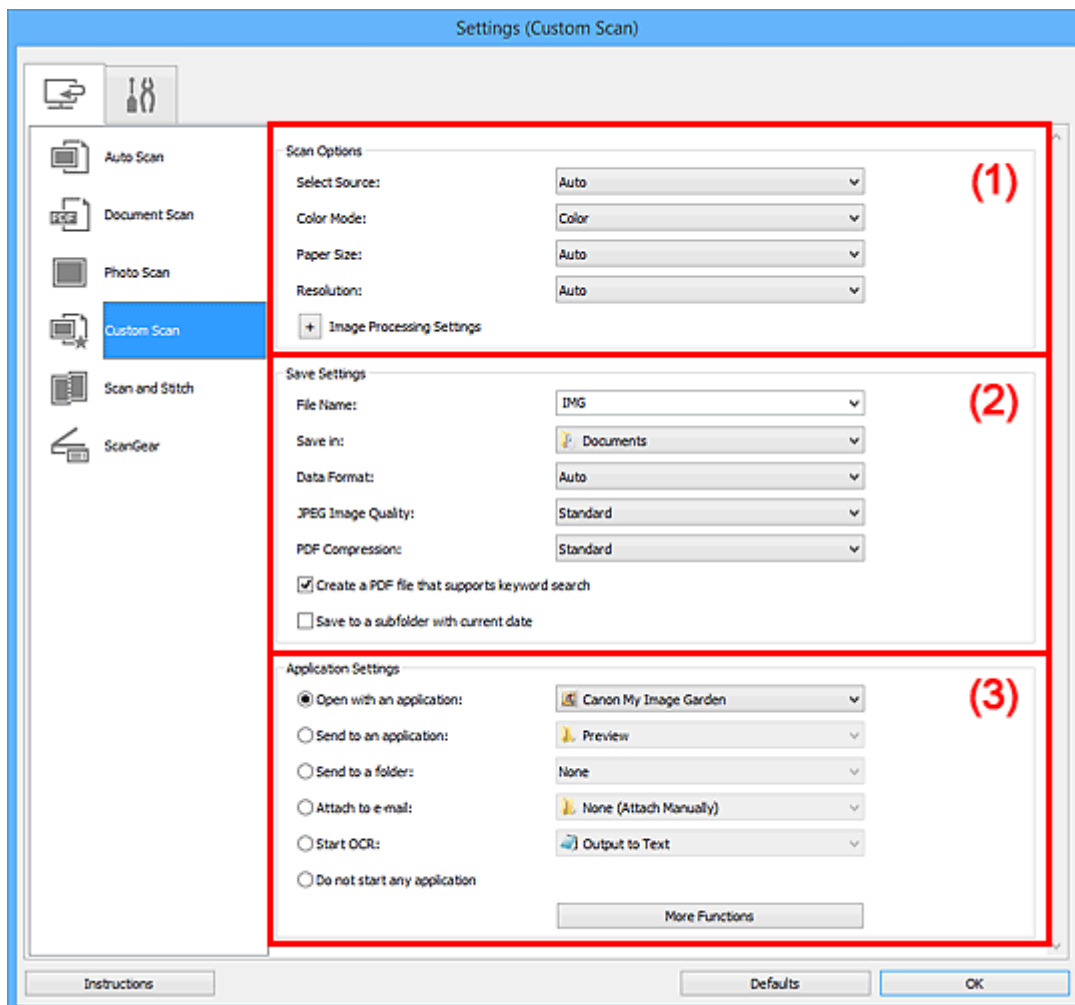 Settings (Custom Scan)
Auto Scan
PDF
Document Scan
Photo Scan
Custom Scan
Scan and Stitch
ScanGear
Scan Options
(1)
Select Source: Auto
Color Mode: Color
Paper Size: Auto
Resolution: Auto
+ Image Processing Settings
Save Settings
(2)
File Name: IMG
Save in: Documents
Data Format: Auto
JPEG Image Quality: Standard
PDF Compression: Standard
Create a PDF file that supports keyword search
Save to a subfolder with current date
Application Settings
(3)
Open with an application: Canon My Image Garden
Send to an application: Preview
Send to a folder: None
Attach to e-mail: None (Attach Manually)
Start OCR: Output to Text
Do not start any application
More Functions
Instructions Defaults OK